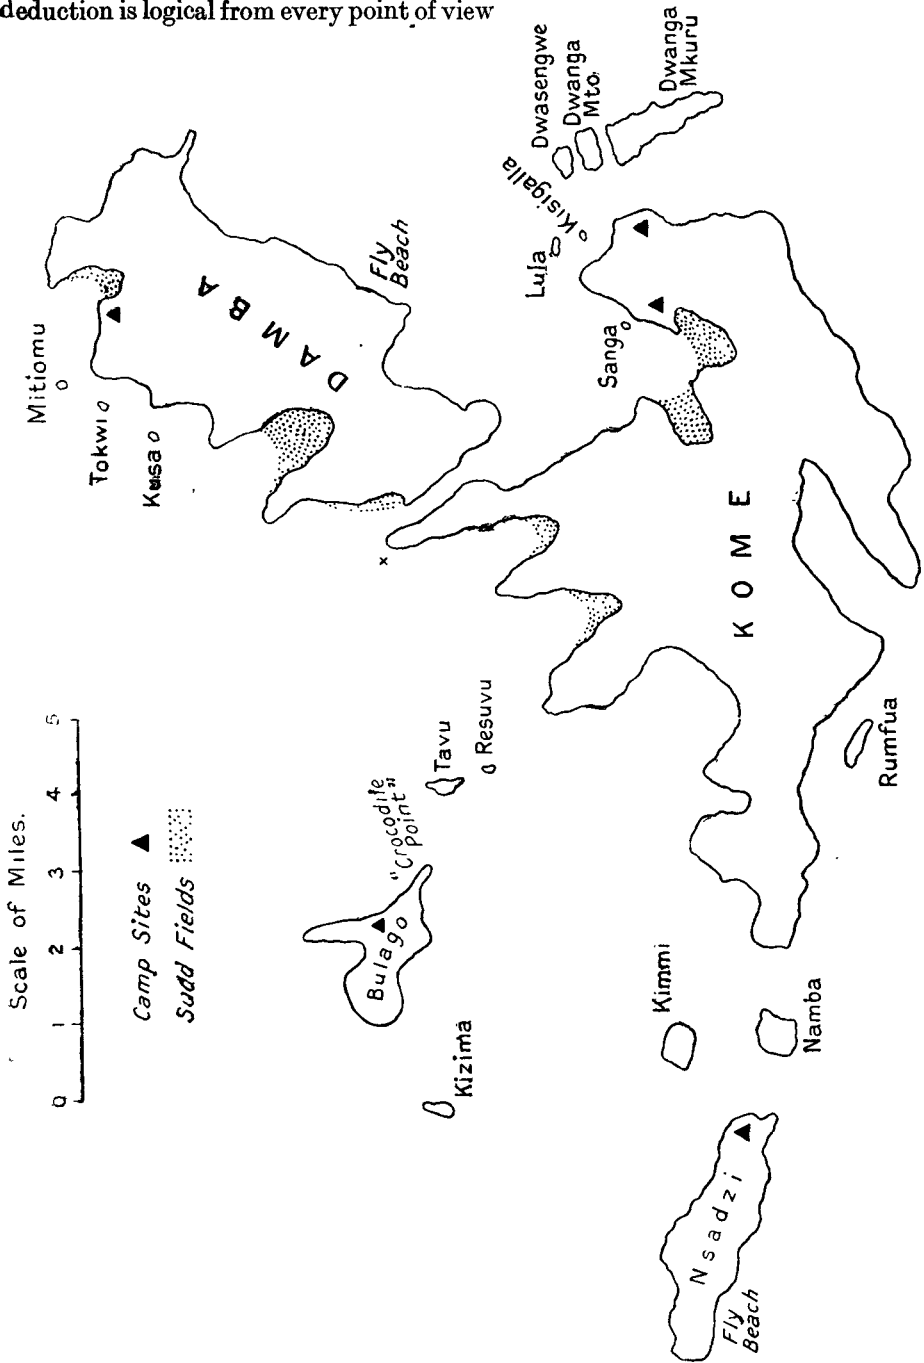 deduction is logical from every point of view
Scale of Miles.
0 1 2 3 4 5
Camp Sites
Sudd Fields
Mitiomu
Tokwi
Kusa
DAMBA
Fly
Beach
Dwasengwe
Dwanga
Mto.
Dwanga
Mkuru
Kisigalla
Lula
Sanga
KOME
x
"Crocodile
Point"
Tavu
Resuvu
Bulago
Kizima
Rumfua
Kimmi
Namba
Nsadzi
Fly
Beach